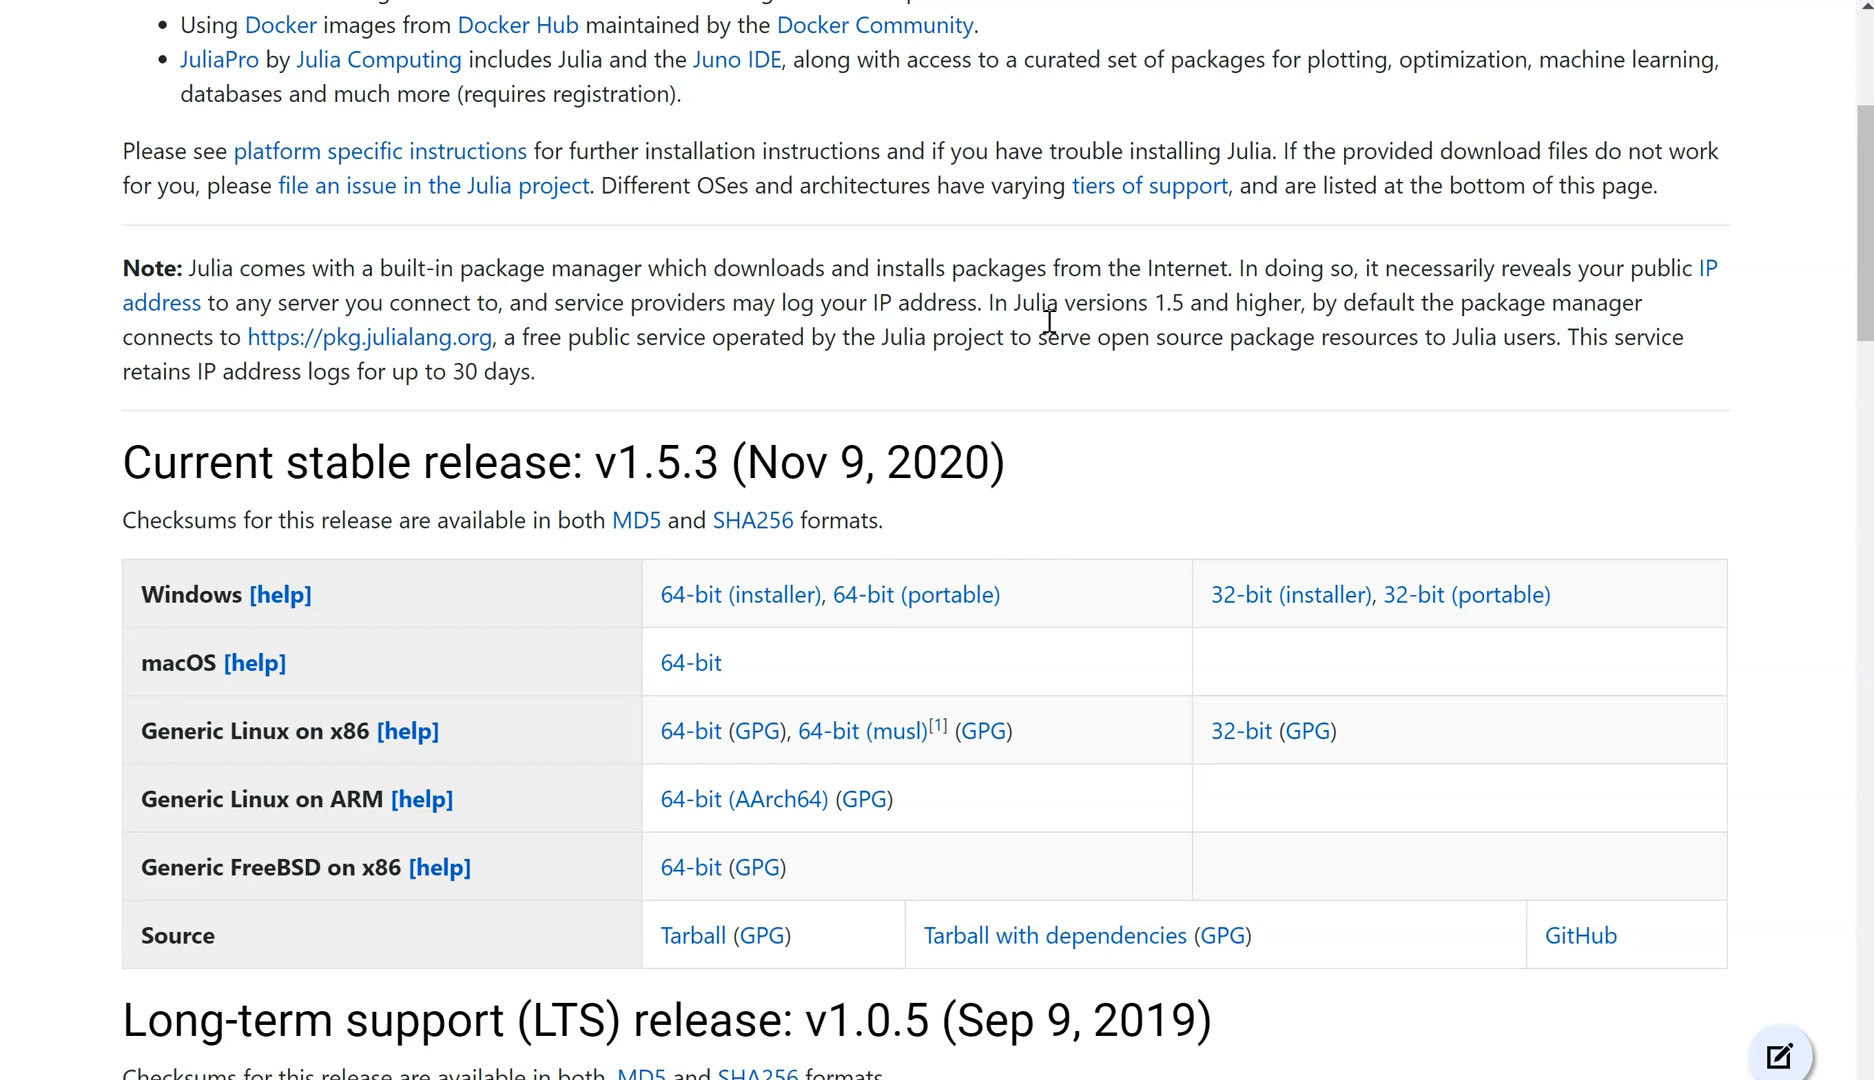 Using Docker images from Docker Hub maintained by the Docker Community.
JuliaPro by Julia Computing includes Julia and the Juno IDE, along with access to a curated set of packages for plotting, optimization, machine learning,
databases and much more (requires registration).
Please see platform specific instructions for further installation instructions and if you have trouble installing Julia. If the provided download files do not work
for you, please file an issue in the Julia project. Different OSes and architectures have varying tiers of support, and are listed at the bottom of this page.
Note: Julia comes with a built-in package manager which downloads and installs packages from the Internet. In doing so, it necessarily reveals your public IP
address to any server you connect to, and service providers may log your IP address. In Julia versions 1.5 and higher, by default the package manager
connects to https://pkg.julialang.org, a free public service operated by the Julia project to serve open source package resources to Julia users. This service
retains IP address logs for up to 30 days.
Current stable release: v1.5.3 (Nov 9, 2020)
Checksums for this release are available in both MD5 and SHA256 formats.
Windows [help] 64-bit (installer), 64-bit (portable) 32-bit (installer), 32-bit (portable)
macOS [help] 64-bit
Generic Linux on x86 [help] 64-bit (GPG), 64-bit (musl)[1] (GPG) 32-bit (GPG)
Generic Linux on ARM [help] 64-bit (AArch64) (GPG)
Generic FreeBSD on x86 [help] 64-bit (GPG)
Source Tarball (GPG) Tarball with dependencies (GPG) GitHub
Long-term support (LTS) release: v1.0.5 (Sep 9, 2019)
Checksums for this release are available in both MD5 and SHA256 formats.